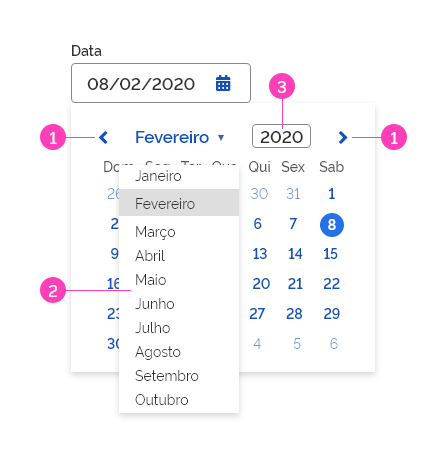 Data
08/02/2020
3
1
Fevereiro
2020
1
Dom Seg Ter Qua Qui Sex Sab
26 30 31 1
2 6 7 8
9 13 14 15
16 20 21 22
23 27 28 29
30 4 5 6
2
Janeiro
Fevereiro
Março
Abril
Maio
Junho
Julho
Agosto
Setembro
Outubro